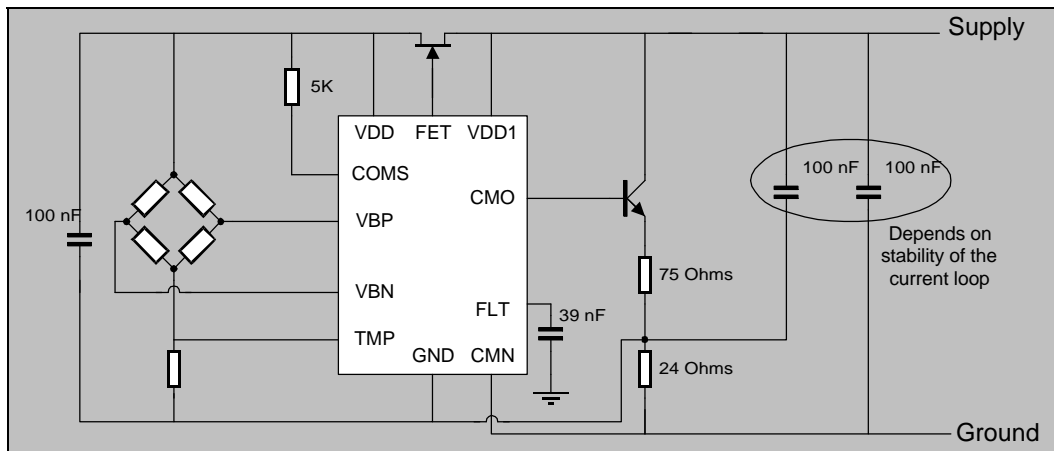 Supply
5K
VDD FET VDD1
COMS
100 nF 100 nF
CMO
100 nF
VBP
Depends on
stability of the
current loop
75 Ohms
VBN
FLT
39 nF
TMP
GND CMN
24 Ohms
Ground